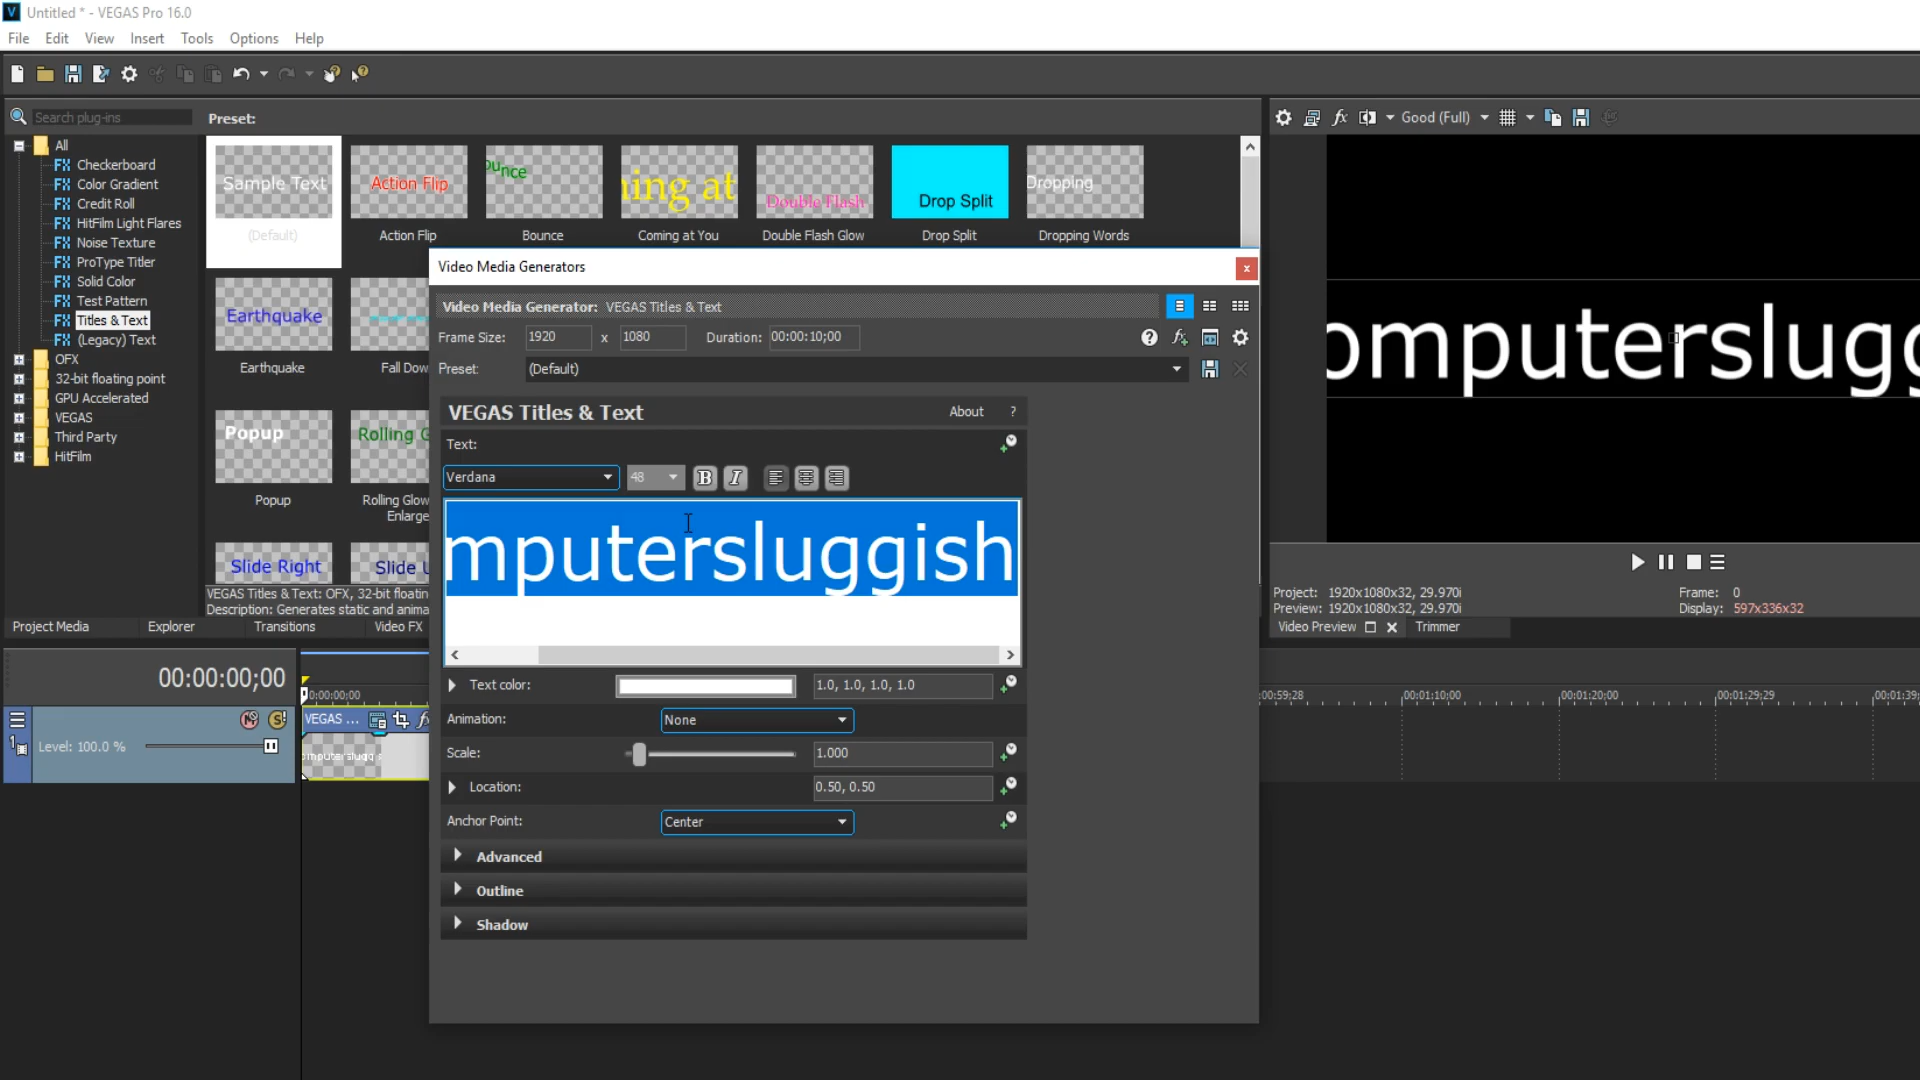 Untitled * - VEGAS Pro 16.0
File Edit View Insert Tools Options Help
Search plug-ins
Preset:
Good (Full)
All
Checkerboard
Color Gradient
Credit Roll
HitFilm Light Flares
Noise Texture
ProType Titler
Solid Color
Test Pattern
Titles & Text
(Legacy) Text
OFX
32-bit floating point
GPU Accelerated
VEGAS
Third Party
HitFilm
Sample Text
Action Flip
ounce
ning at
Double Flash
Drop Split
Dropping
(Default)
Action Flip
Bounce
Coming at You
Double Flash Glow
Drop Split
Dropping Words
Earthquake
Earthquake
Fall Dow
Popup
Rolling G
Popup
Rolling Glow
Enlarge
Slide Right
Slide U
VEGAS Titles & Text: OFX, 32-bit floatin
Description: Generates static and anima
Project Media Explorer Transitions Video FX
Video Media Generators
x
Video Media Generator: VEGAS Titles & Text
Frame Size: 1920 x 1080 Duration: 00:00:10;00
Preset: (Default)
VEGAS Titles & Text About ?
Text:
Verdana 48 B I
mputersluggish
Text color: 1.0, 1.0, 1.0, 1.0
Animation: None
Scale: 1.000
Location: 0.50, 0.50
Anchor Point: Center
Advanced
Outline
Shadow
omputerslugg
Project: 1920x1080x32, 29.970i
Preview: 1920x1080x32, 29.970i
Frame: 0
Display: 597x336x32
Video Preview Trimmer
00:00:00;00
0:00:00;00
:00:59;28 00:01:10;00 00:01:20;00 00:01:29;29 00:01:39;
VEGAS ...
Level: 100.0 %
1